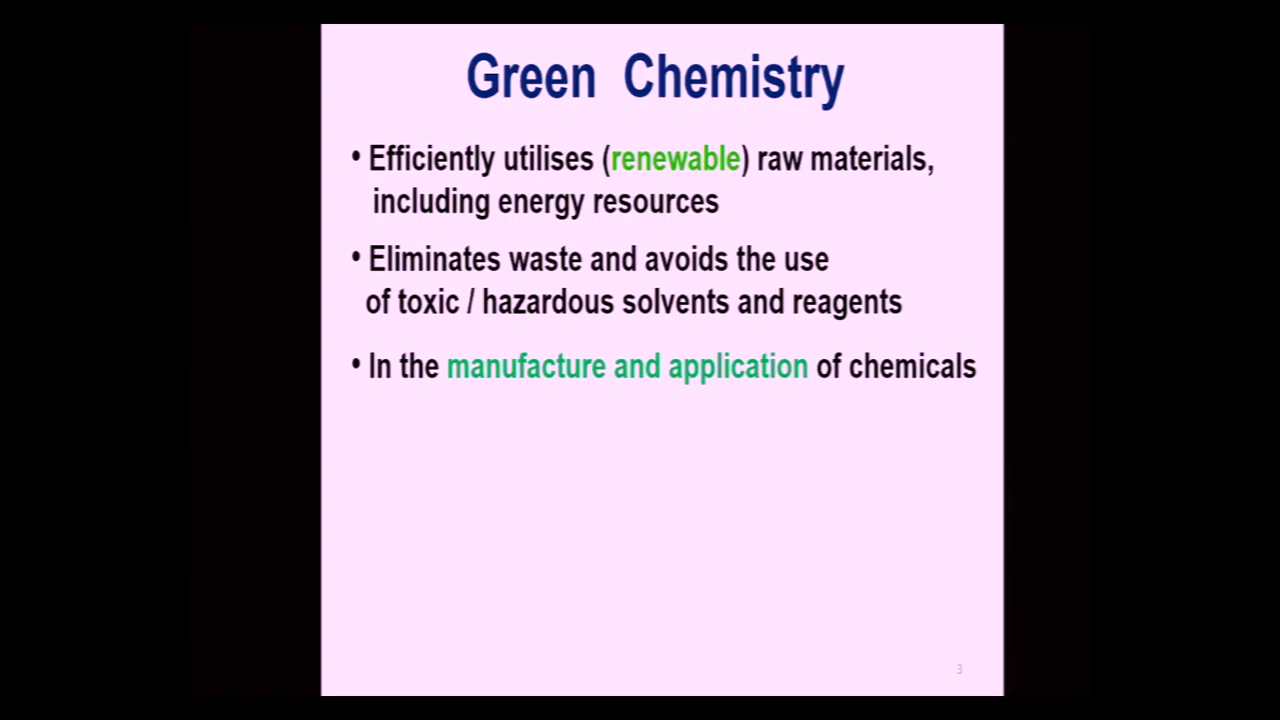 Green Chemistry
• Efficiently utilises (renewable) raw materials,
including energy resources
• Eliminates waste and avoids the use
of toxic / hazardous solvents and reagents
• In the manufacture and application of chemicals
3